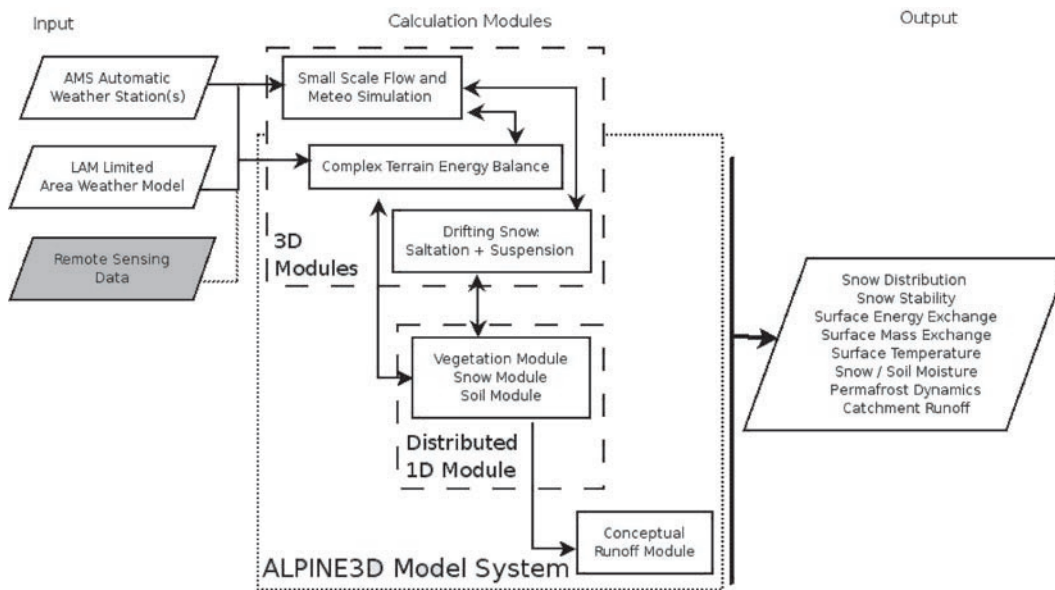 Input
Calculation Modules
Output
AMS Automatic
Weather Station(s)
LAM Limited
Area Weather Model
Remote Sensing
Data
Small Scale Flow and
Meteo Simulation
Complex Terrain Energy Balance
Drifting Snow:
Saltation + Suspension
3D
Modules
Vegetation Module
Snow Module
Soil Module
Distributed
1D Module
Conceptual
Runoff Module
ALPINE3D Model System
Snow Distribution
Snow Stability
Surface Energy Exchange
Surface Mass Exchange
Surface Temperature
Snow / Soil Moisture
Permafrost Dynamics
Catchment Runoff